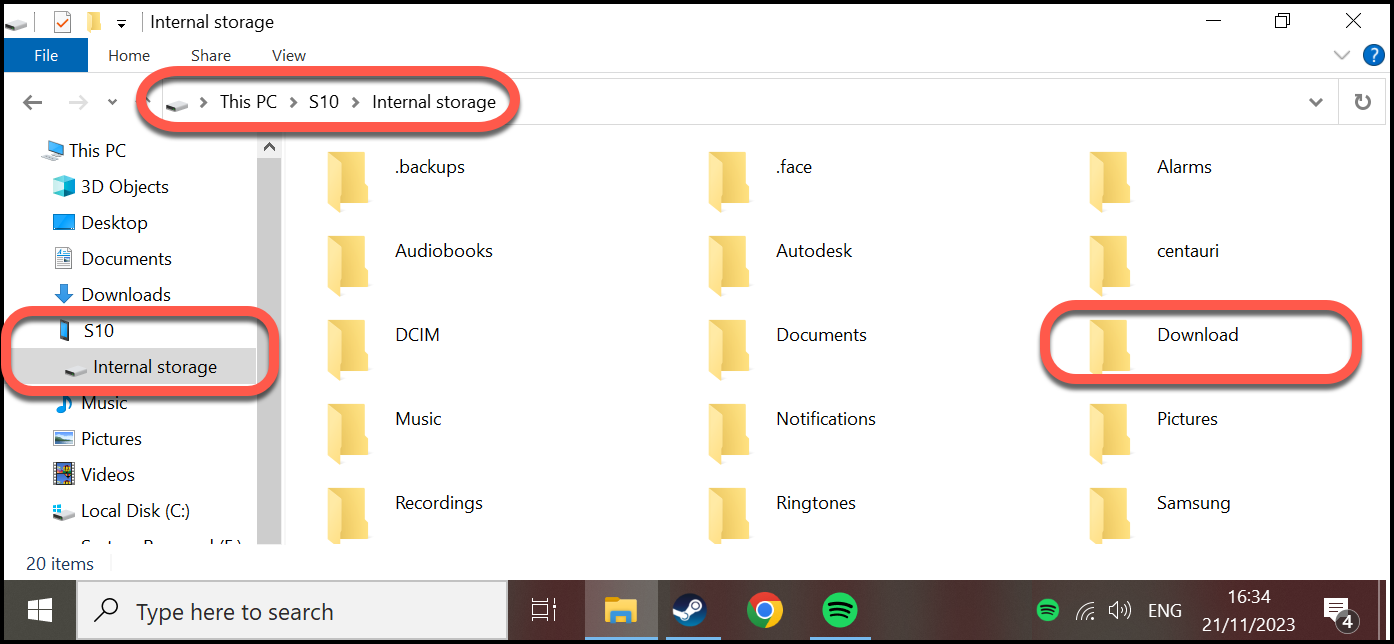 Internal storage
File Home Share View
This PC > S10 > Internal storage
This PC
3D Objects
Desktop
Documents
Downloads
S10
Internal storage
Music
Pictures
Videos
Local Disk (C:)
.backups .face Alarms
Audiobooks Autodesk centauri
DCIM Documents Download
Music Notifications Pictures
Recordings Ringtones Samsung
20 items
Type here to search
ENG
16:34
21/11/2023
4